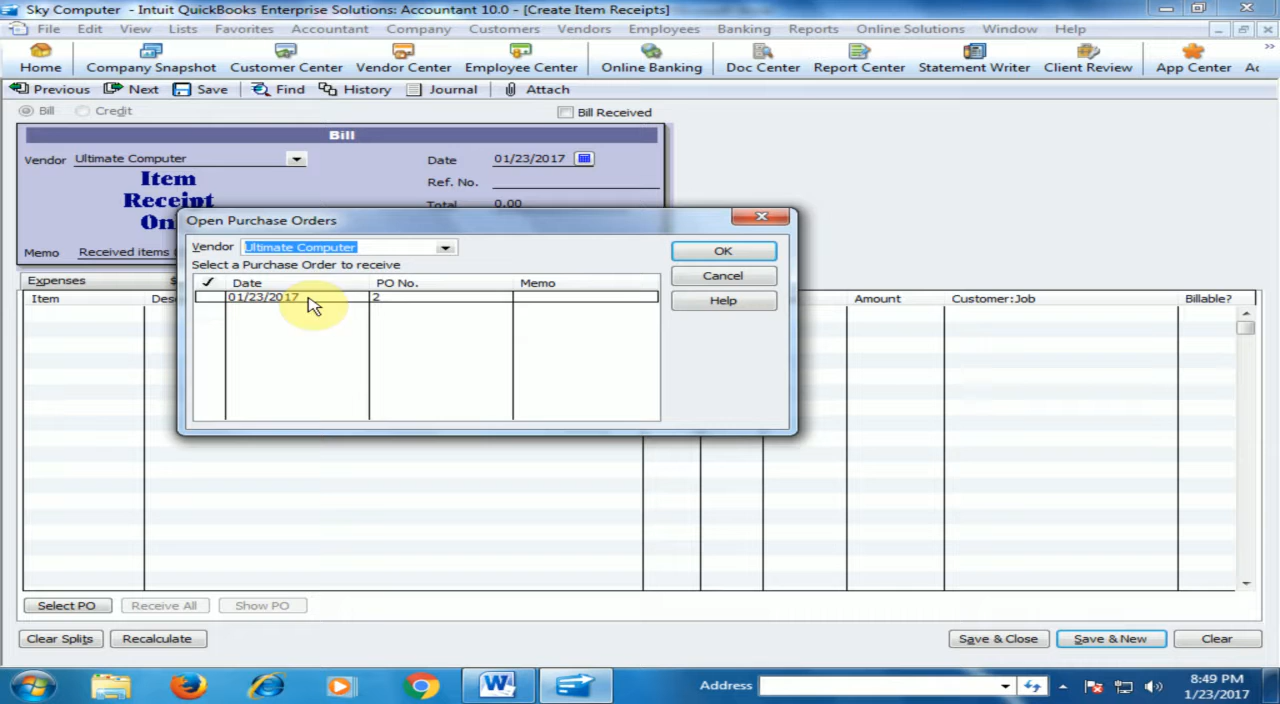 Sky Computer - Intuit QuickBooks Enterprise Solutions: Accountant 10.0 - [Create Item Receipts]
File Edit View Lists Favorites Accountant Company Customers Vendors Employees Banking Reports Online Solutions Window Help
Home Company Snapshot Customer Center Vendor Center Employee Center Online Banking Doc Center Report Center Statement Writer Client Review App Center
Previous Next Save Find History Journal Attach
Bill Credit Bill Received
Bill
Vendor Ultimate Computer Date 01/23/2017
Item Ref. No.
Receipt Total 0.00
Memo Received items
Open Purchase Orders
Vendor Ultimate Computer OK
Select a Purchase Order to receive
Date PO No. Memo Cancel
01/23/2017 2 Help
Expenses
Item Amount Customer:Job Billable?
Select PO Receive All Show PO
Clear Splits Recalculate Save & Close Save & New Clear
Address
8:49 PM
1/23/2017